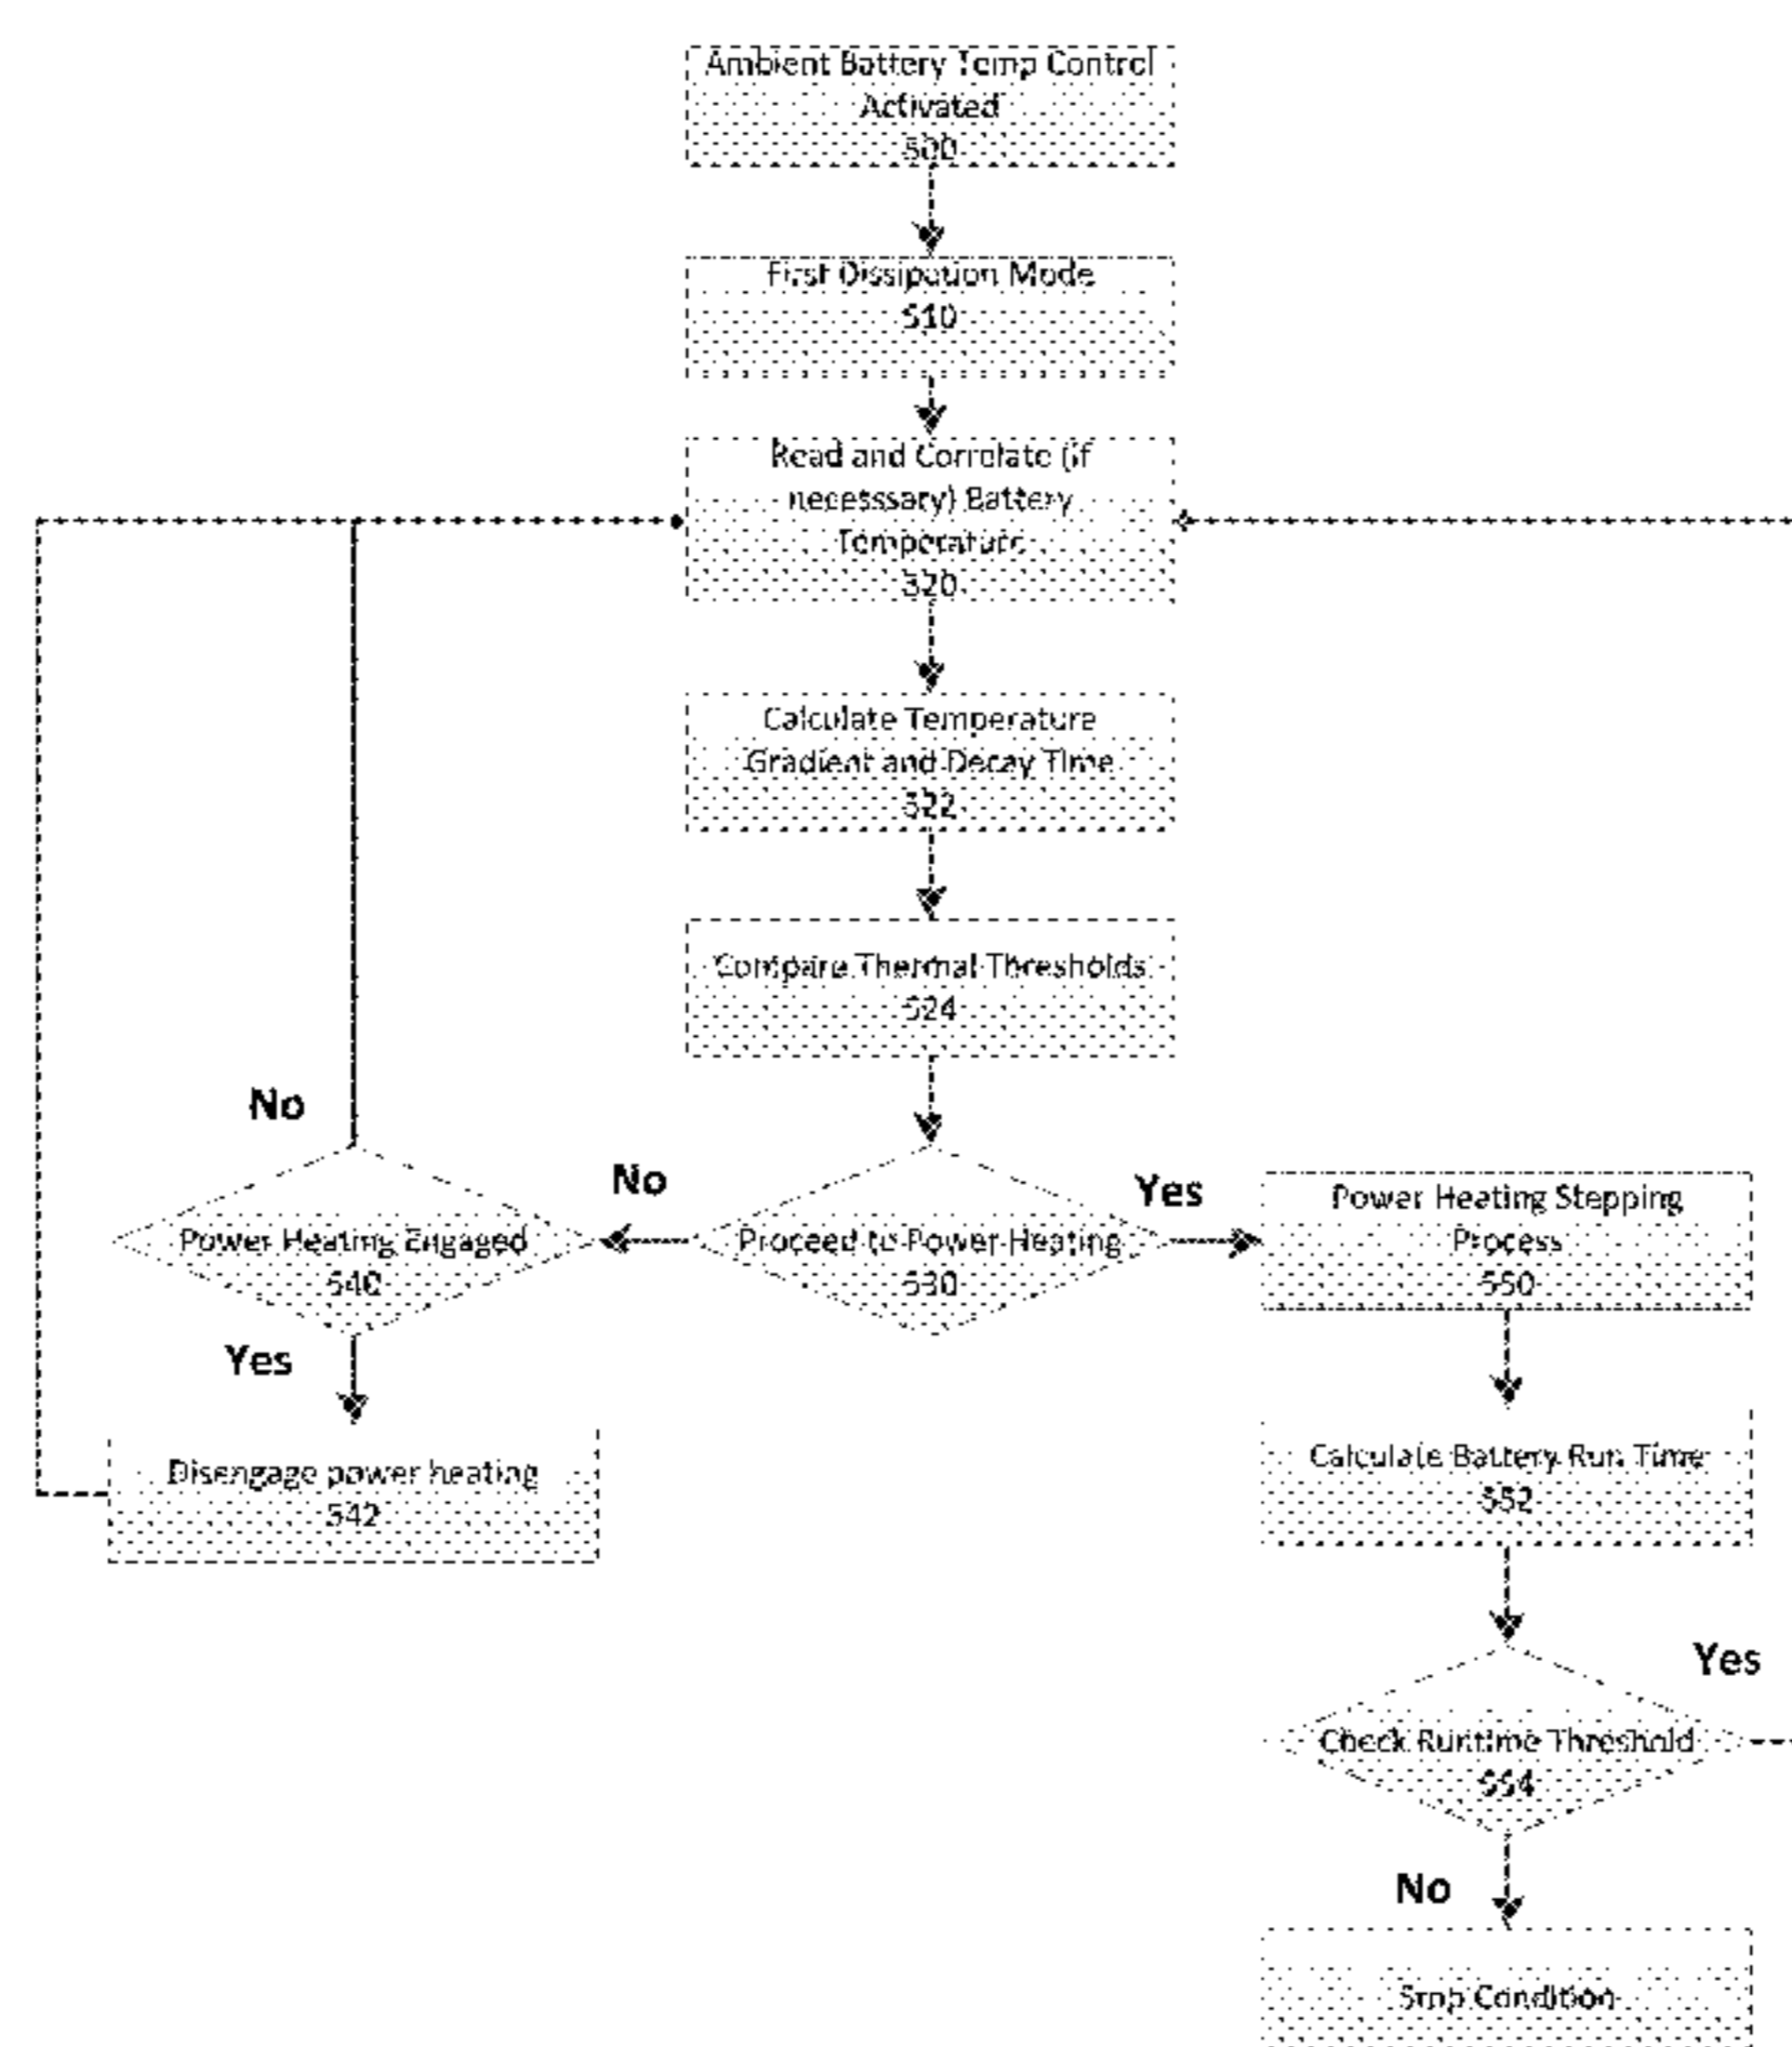 Ambient Battery Temp Control
Activated
500
First Dissipation Mode
510
Read and Correlate (if
necesssary) Battery
Temperature
520
Calculate Temperature
Gradient and Decay Time
522
Compare Thermal Thresholds
524
No
No
Yes
Power Heating Engaged
540
Proceed to Power Heating
530
Power Heating Stepping
Process
550
Yes
Disengage power heating
542
Calculate Battery Run Time
552
Yes
Check Runtime Threshold
554
No
Stop Condition